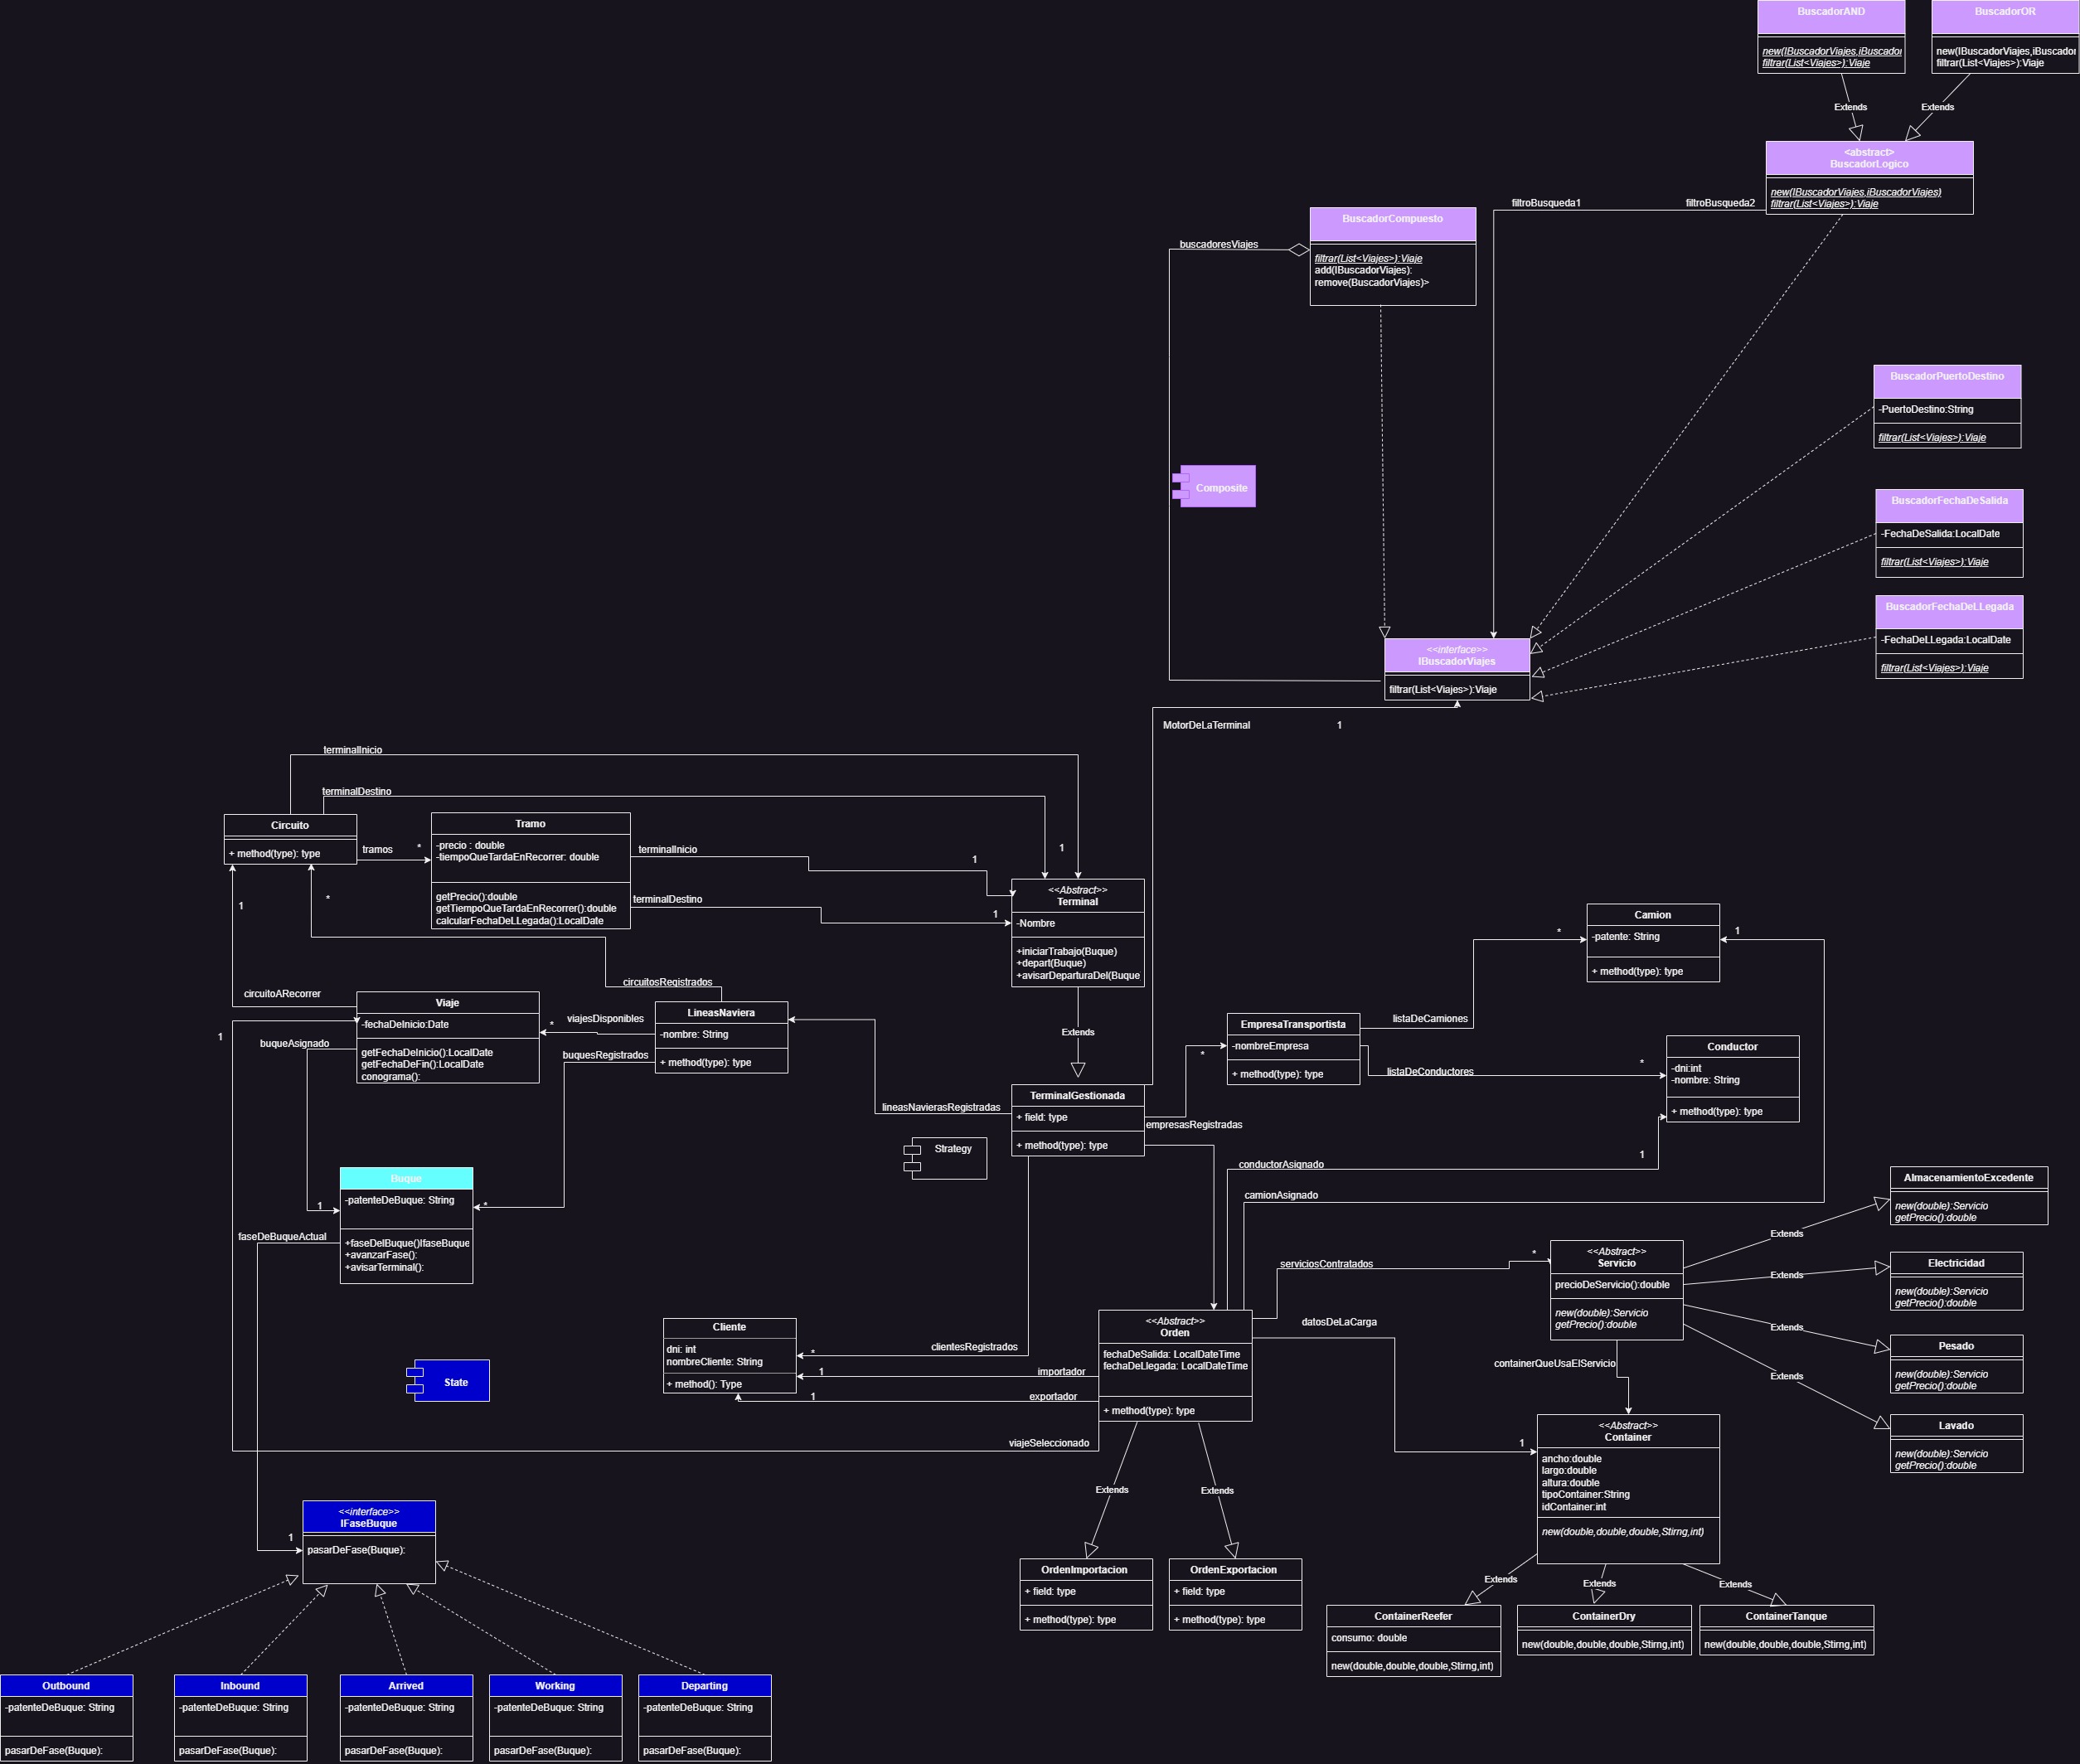 BuscadorAND
new(IBuscadorViajes,iBuscador
filtrar(List<Viajes>):Viaje
BuscadorOR
new(IBuscadorViajes,iBuscador
filtrar(List<Viajes>):Viaje
Extends
Extends
<abstract>
BuscadorLogico
new(IBuscadorViajes,iBuscadorViajes)
filtrar(List<Viajes>):Viaje
filtroBusqueda1
filtroBusqueda2
BuscadorCompuesto
filtrar(List<Viajes>):Viaje
add(IBuscadorViajes):
remove(BuscadorViajes)>
buscadoresViajes
BuscadorPuertoDestino
-PuertoDestino:String
filtrar(List<Viajes>):Viaje
Composite
BuscadorFechaDeSalida
-FechaDeSalida:LocalDate
filtrar(List<Viajes>):Viaje
BuscadorFechaDeLLegada
-FechaDeLLegada:LocalDate
filtrar(List<Viajes>):Viaje
<<interface>>
IBuscadorViajes
filtrar(List<Viajes>):Viaje
MotorDeLaTerminal
1
terminalInicio
terminalDestino
Circuito
+ method(type): type
tramos
*
Tramo
-precio : double
-tiempoQueTardaEnRecorrer: double
getPrecio():double
getTiempoQueTardaEnRecorrer():double
calcularFechaDeLLegada():LocalDate
terminalInicio
1
1
terminalDestino
1
<<Abstract>>
Terminal
-Nombre
+iniciarTrabajo(Buque)
+depart(Buque)
+avisarDeparturaDel(Buque
1
*
Camion
-patente: String
+ method(type): type
*
1
circuitoARecorrer
circuitosRegistrados
Viaje
-fechaDeInicio:Date
getFechaDeInicio():LocalDate
getFechaDeFin():LocalDate
conograma():
viajesDisponibles
*
LineasNaviera
-nombre: String
+ method(type): type
Extends
EmpresaTransportista
-nombreEmpresa
+ method(type): type
listaDeCamiones
listaDeConductores
*
Conductor
-dni:int
-nombre: String
+ method(type): type
1
buqueAsignado
buquesRegistrados
*
TerminalGestionada
+ field: type
+ method(type): type
lineasNavierasRegistradas
empresasRegistradas
Strategy
conductorAsignado
1
camionAsignado
Buque
-patenteDeBuque: String
+faseDelBuque()IfaseBuque
+avanzarFase():
+avisarTerminal():
1
*
faseDeBuqueActual
AlmacenamientoExcedente
new(double):Servicio
getPrecio():double
Extends
serviciosContratados
*
<<Abstract>>
Servicio
precioDeServicio():double
new(double):Servicio
getPrecio():double
Electricidad
new(double):Servicio
getPrecio():double
Extends
Extends
Pesado
new(double):Servicio
getPrecio():double
Extends
Lavado
new(double):Servicio
getPrecio():double
Cliente
dni: int
nombreCliente: String
+ method(): Type
clientesRegistrados
*
importador
1
exportador
1
viajeSeleccionado
<<Abstract>>
Orden
fechaDeSalida: LocalDateTime
fechaDeLlegada: LocalDateTime
+ method(type): type
datosDeLaCarga
1
containerQueUsaElServicio
State
<<Abstract>>
Container
ancho:double
largo:double
altura:double
tipoContainer:String
idContainer:int
new(double,double,double,Stirng,int)
Extends
Extends
<<interface>>
IFaseBuque
pasarDeFase(Buque):
1
OrdenImportacion
+ field: type
+ method(type): type
OrdenExportacion
+ field: type
+ method(type): type
Extends
Extends
Extends
ContainerReefer
consumo: double
new(double,double,double,Stirng,int)
ContainerDry
new(double,double,double,Stirng,int)
ContainerTanque
new(double,double,double,Stirng,int)
Outbound
-patenteDeBuque: String
pasarDeFase(Buque):
Inbound
-patenteDeBuque: String
pasarDeFase(Buque):
Arrived
-patenteDeBuque: String
pasarDeFase(Buque):
Working
-patenteDeBuque: String
pasarDeFase(Buque):
Departing
-patenteDeBuque: String
pasarDeFase(Buque):